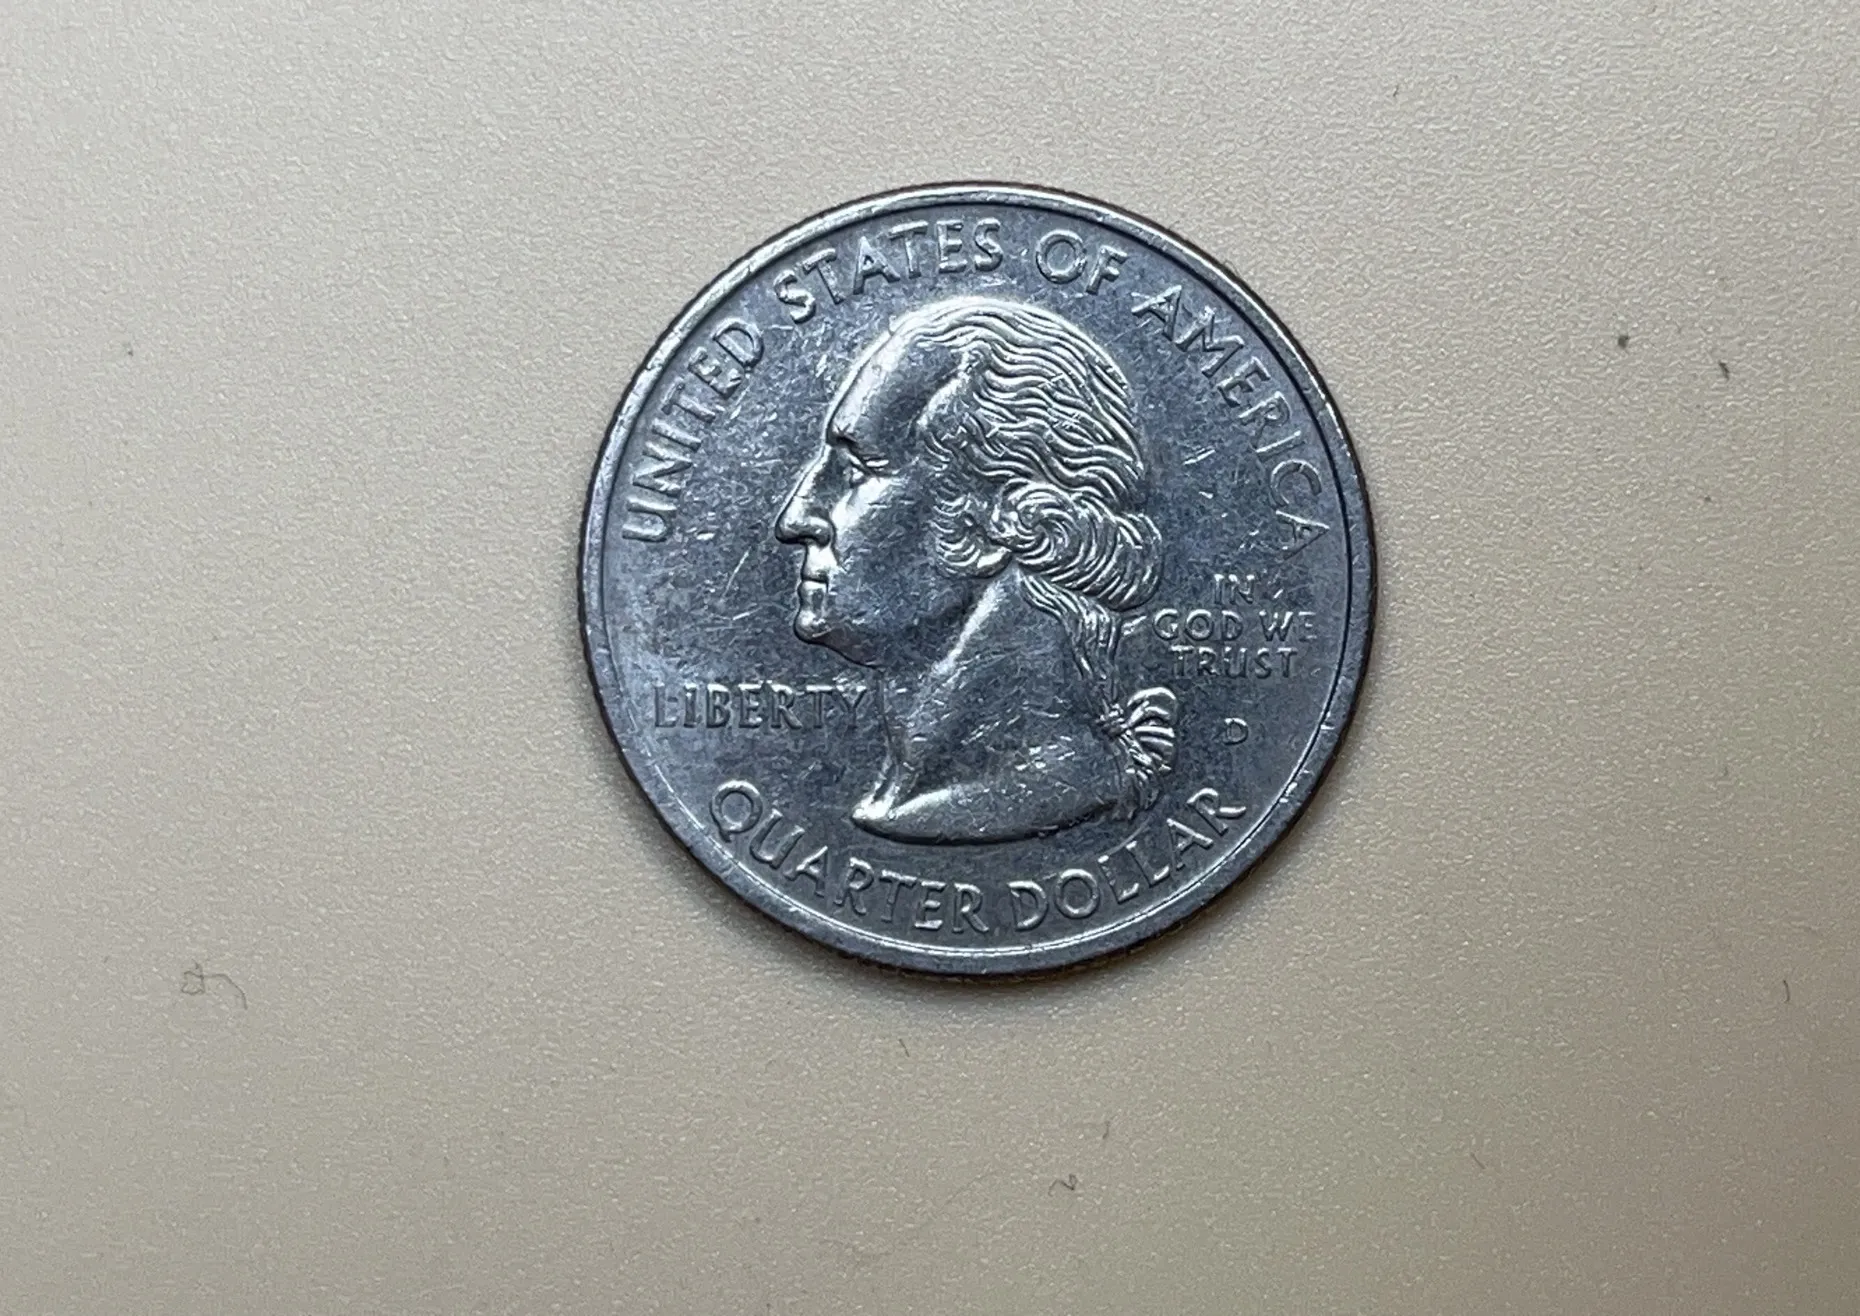 UNITED STATES OF AMERICA
LIBERTY
IN
GOD WE
TRUST
D
QUARTER DOLLAR